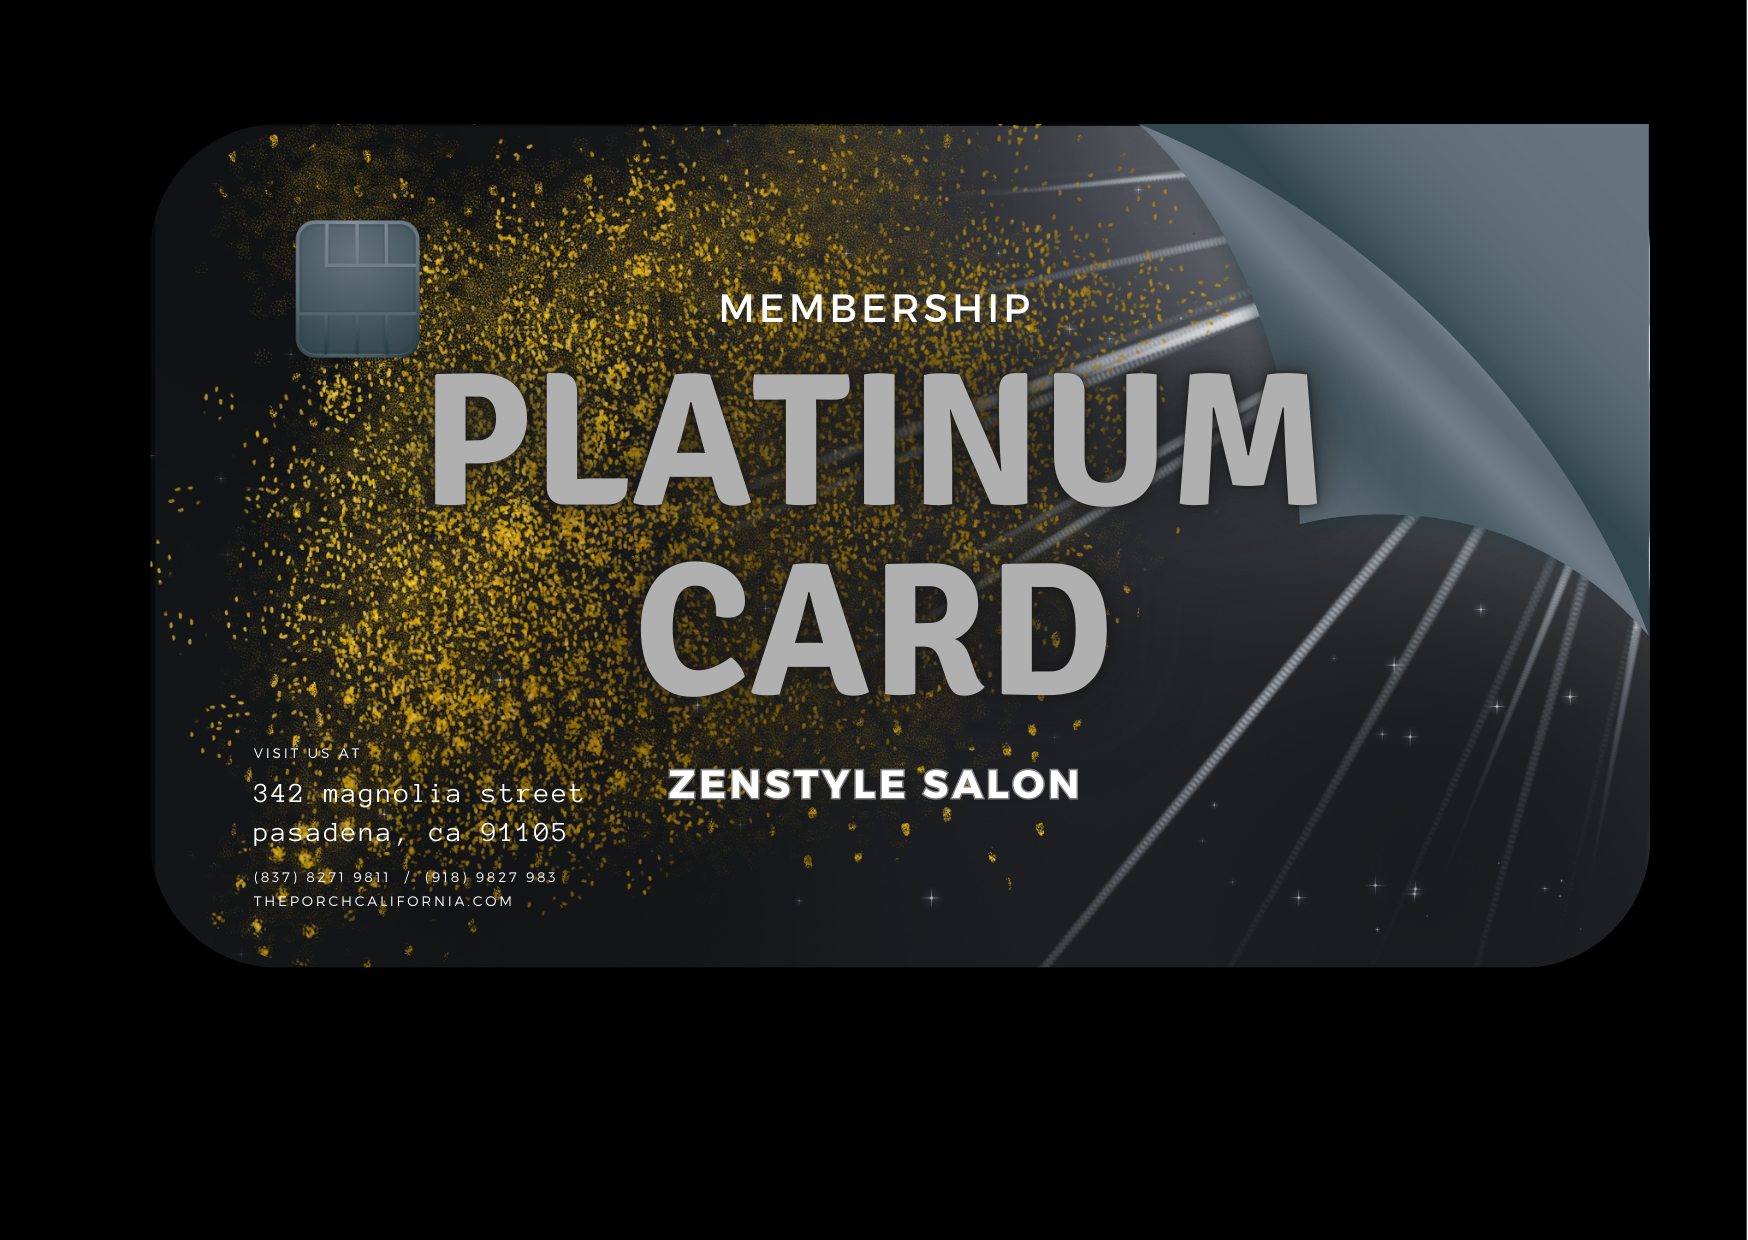 MEMBERSHIP
PLATINUM
CARD
ZENSTYLE SALON
VISIT US AT
342 magnolia street
pasadena, ca 91105
(837) 8271 9811 / (918) 9827 983
THEPORCHCALIFORNIA.COM